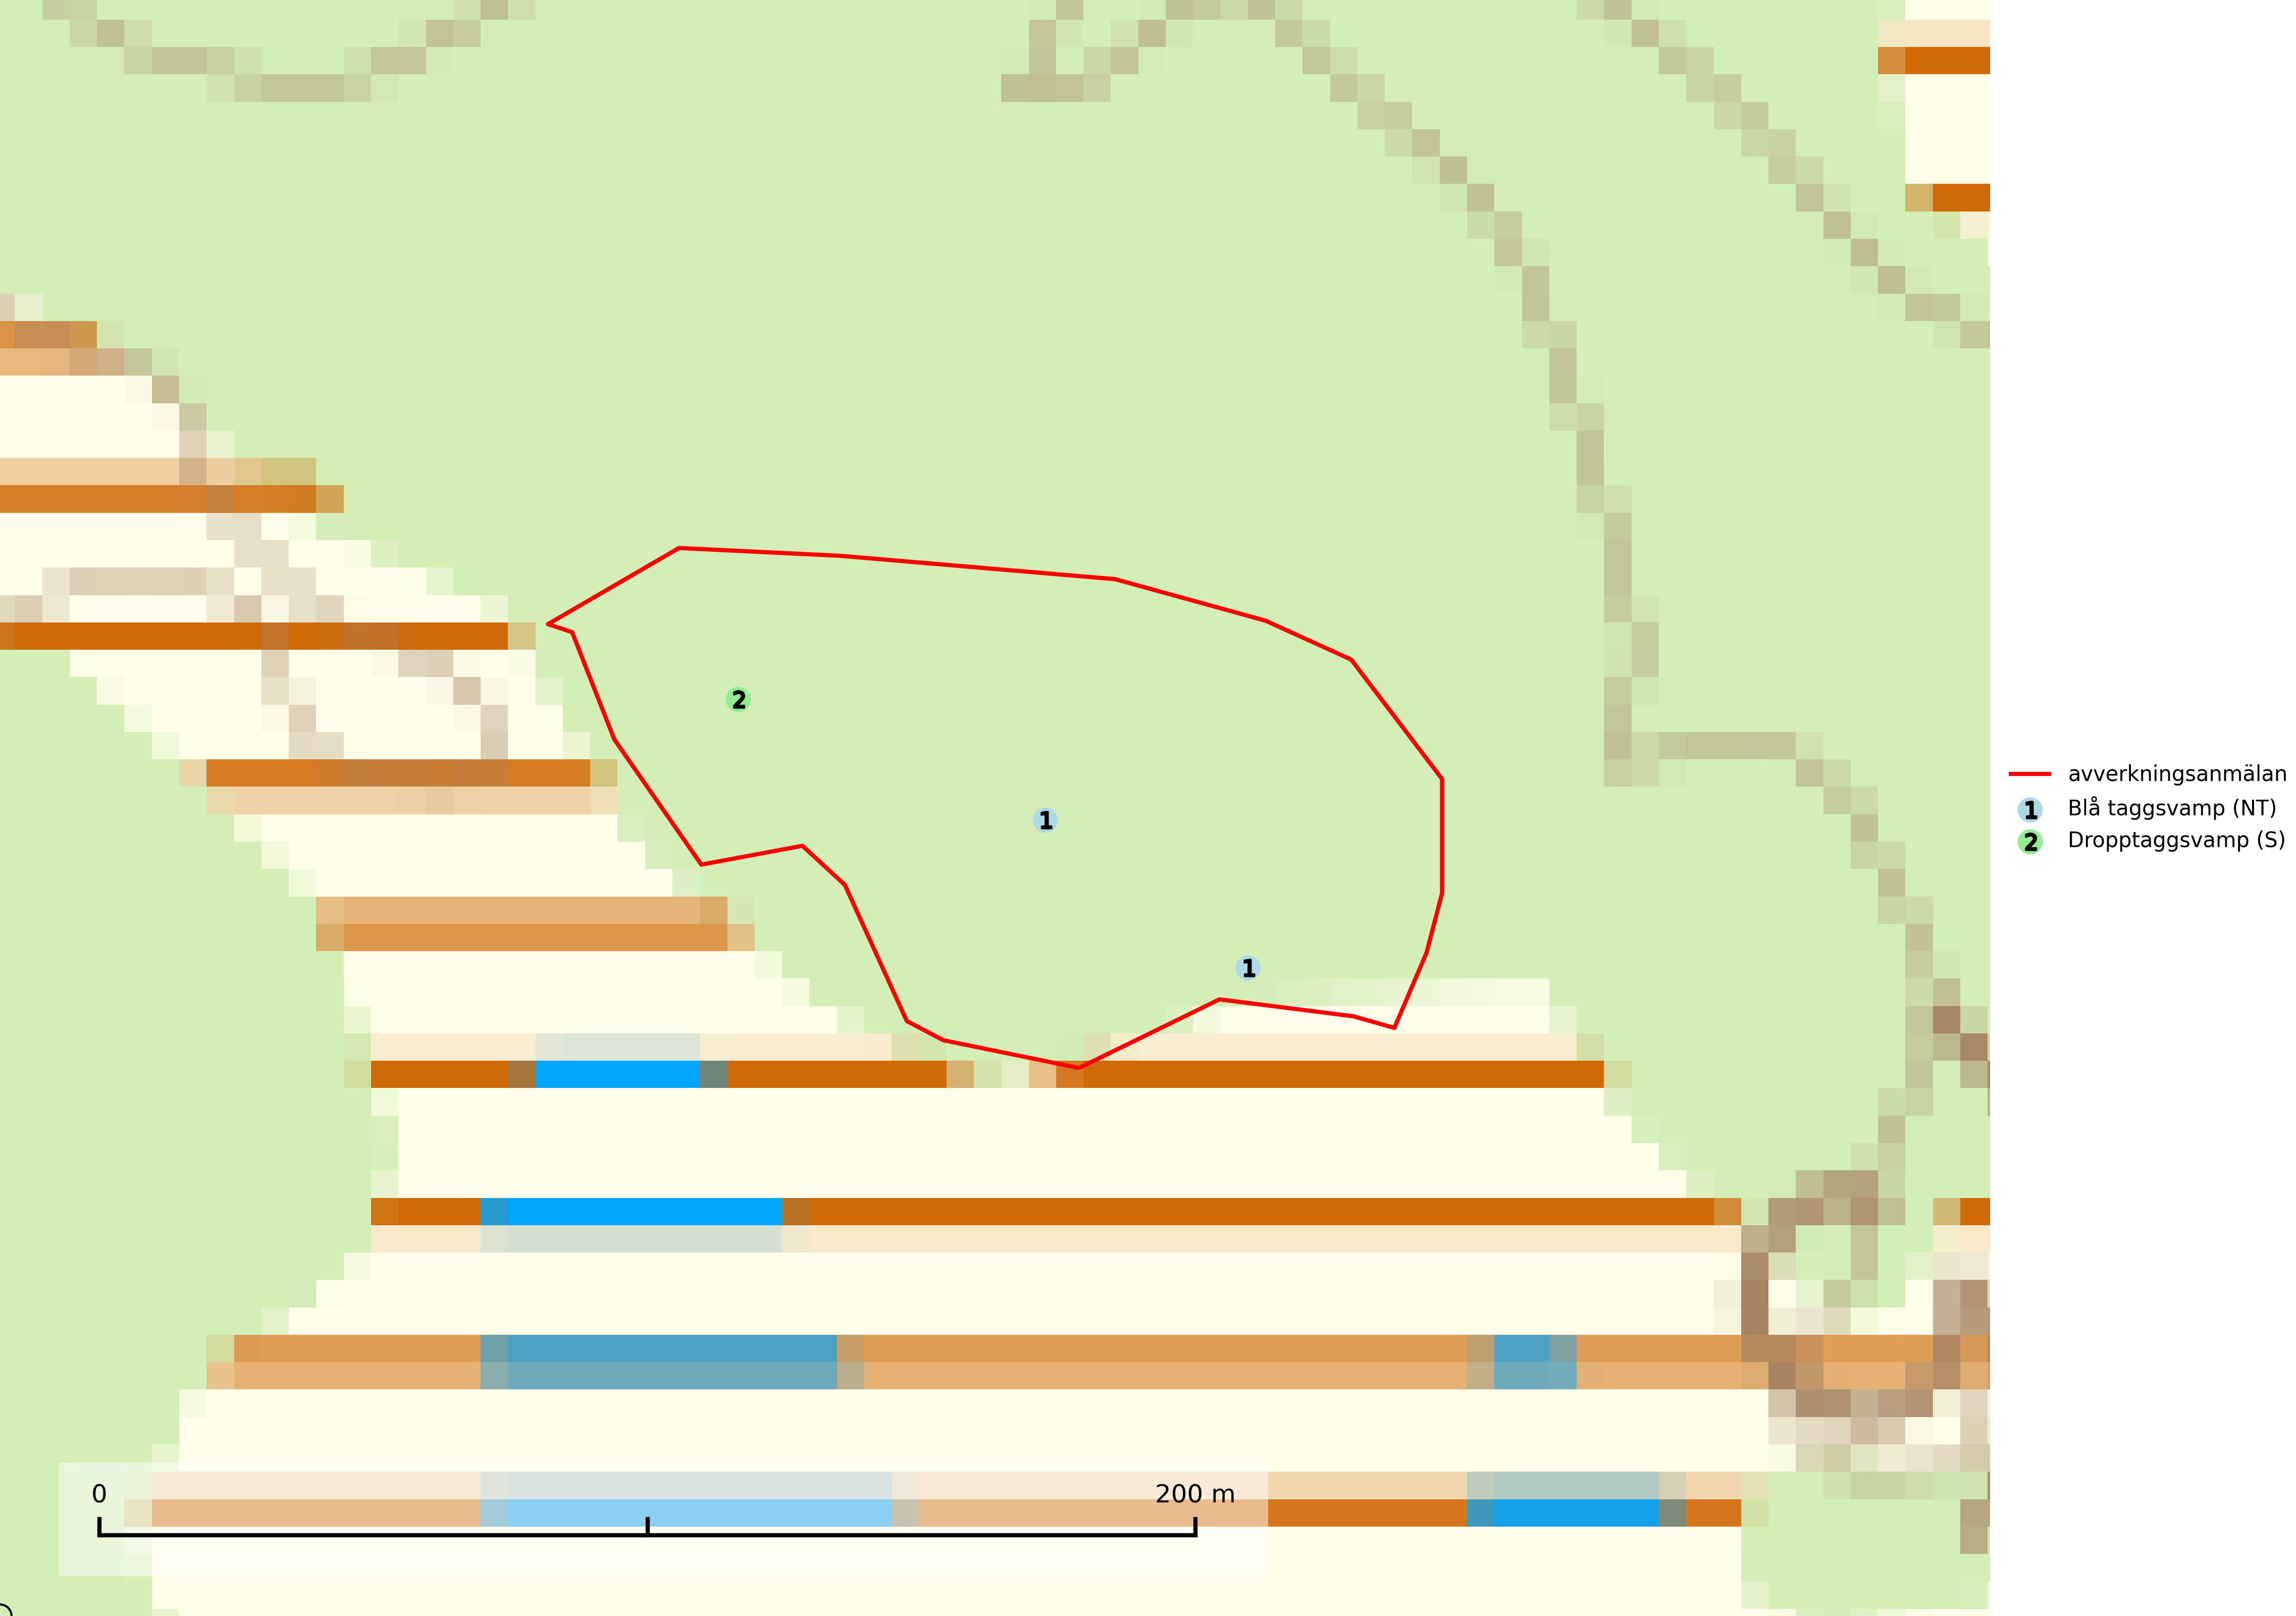 2
1
1
avverkningsanmälan
1 Blå taggsvamp (NT)
2 Dropptaggsvamp (S)
0 200 m